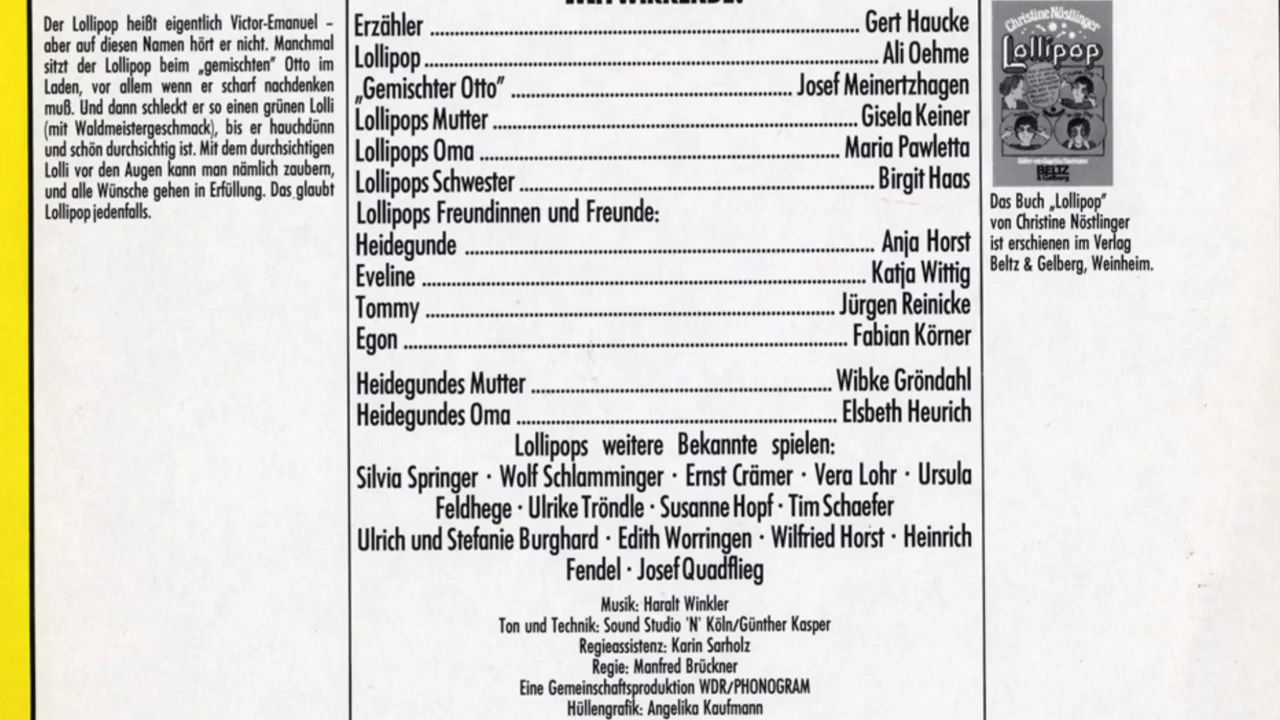 Der Lollipop heißt eigentlich Victor-Emanuel –
aber auf diesen Namen hört er nicht. Manchmal
sitzt der Lollipop beim „gemischten" Otto im
Laden, vor allem wenn er scharf nachdenken
muß. Und dann schleckt er so einen grünen Lolli
(mit Waldmeistergeschmack), bis er hauchdünn
und schön durchsichtig ist. Mit dem durchsichtigen
Lolli vor den Augen kann man nämlich zaubern,
und alle Wünsche gehen in Erfüllung. Das glaubt
Lollipop jedenfalls.
Erzähler ... Gert Haucke
Lollipop ... Ali Oehme
„Gemischter Otto" ... Josef Meinertzhagen
Lollipops Mutter ... Gisela Keiner
Lollipops Oma ... Maria Pawletta
Lollipops Schwester ... Birgit Haas
Lollipops Freundinnen und Freunde:
Heidegunde ... Anja Horst
Eveline ... Katja Wittig
Tommy ... Jürgen Reinicke
Egon ... Fabian Körner
Heidegundes Mutter ... Wibke Gröndahl
Heidegundes Oma ... Elsbeth Heurich
Lollipops weitere Bekannte spielen:
Silvia Springer · Wolf Schlamminger · Ernst Crämer · Vera Lohr · Ursula
Feldhege · Ulrike Tröndle · Susanne Hopf · Tim Schaefer
Ulrich und Stefanie Burghard · Edith Worringen · Wilfried Horst · Heinrich
Fendel · Josef Quadflieg
Musik: Haralt Winkler
Ton und Technik: Sound Studio 'N' Köln/Günther Kasper
Regieassistenz: Karin Sarholz
Regie: Manfred Brückner
Eine Gemeinschaftsproduktion WDR/PHONOGRAM
Hüllengrafik: Angelika Kaufmann
Christine Nöstlinger
Lollipop
BELTZ
Das Buch „Lollipop"
von Christine Nöstlinger
ist erschienen im Verlag
Beltz & Gelberg, Weinheim.